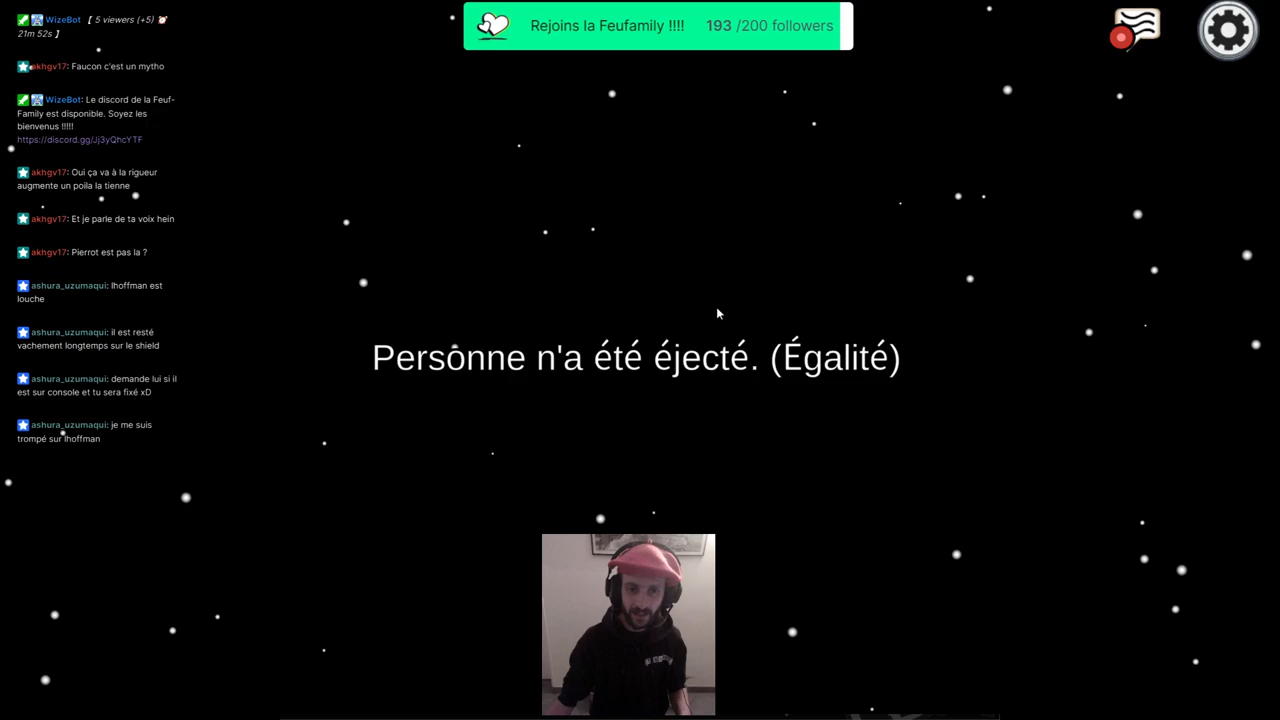 WizeBot [ 5 viewers (+5)
21m 52s ]
Rejoins la Feufamily !!!! 193 /200 followers
akhgv17: Faucon c'est un mytho
WizeBot: Le discord de la Feuf-
Family est disponible. Soyez les
bienvenus !!!!!
https://discord.gg/Jj3yQhcYTF
akhgv17: Oui ça va à la rigueur
augmente un poila la tienne
akhgv17: Et je parle de ta voix hein
akhgv17: Pierrot est pas la ?
ashura_uzumaqui: lhoffman est
louche
ashura_uzumaqui: il est resté
vachement longtemps sur le shield
ashura_uzumaqui: demande lui si il
est sur console et tu sera fixé xD
ashura_uzumaqui: je me suis
trompé sur lhoffman
Personne n'a été éjecté. (Égalité)